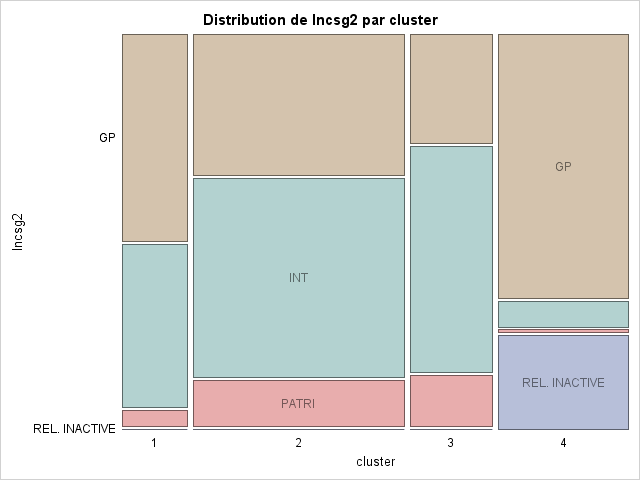 Distribution de lncsg2 par cluster
GP
GP
INT
REL. INACTIVE
PATRI
REL. INACTIVE
lncsg2
1
2
3
4
cluster